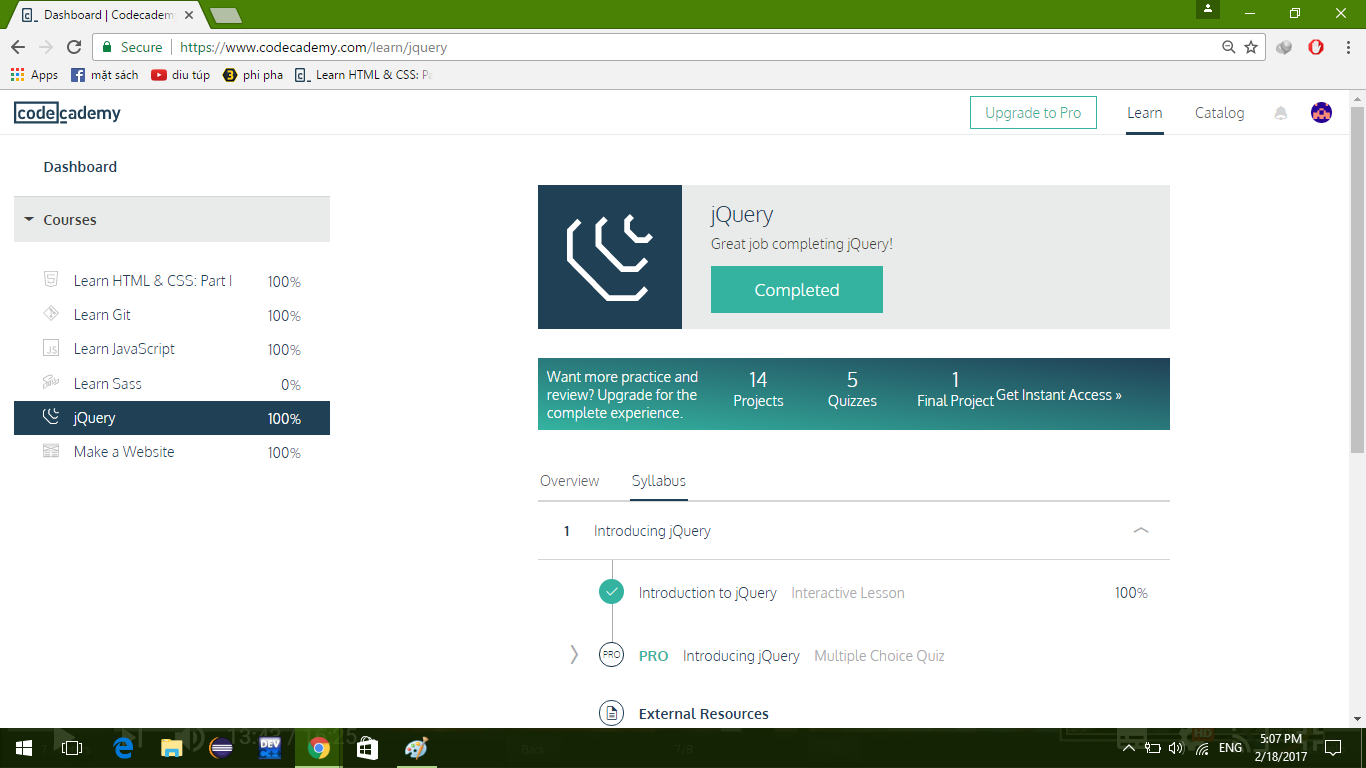 Dashboard | Codecadem
Secure https://www.codecademy.com/learn/jquery
Apps mặt sách diu túp phi pha Learn HTML & CSS: Pa
codecademy Upgrade to Pro Learn Catalog
Dashboard
Courses
Learn HTML & CSS: Part I 100%
Learn Git 100%
JS Learn JavaScript 100%
Learn Sass 0%
jQuery 100%
Make a Website 100%
jQuery
Great job completing jQuery!
Completed
Want more practice and
review? Upgrade for the
complete experience.
14
Projects
5
Quizzes
1
Final Project
Get Instant Access »
Overview Syllabus
1 Introducing jQuery
Introduction to jQuery Interactive Lesson 100%
PRO PRO Introducing jQuery Multiple Choice Quiz
External Resources
DEV
ENG
5:07 PM
2/18/2017